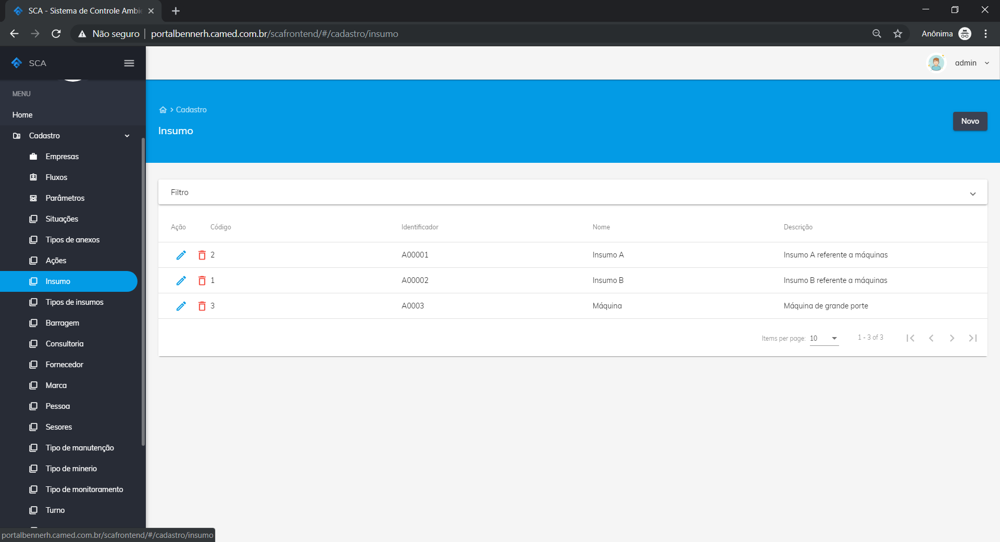 SCA - Sistema de Controle Ambie
Não seguro
portalbennerh.camed.com.br/scafrontend/#/cadastro/insumo
Anônima
SCA
admin
MENU
Home
Cadastro
Empresas
Fluxos
Parâmetros
Situações
Tipos de anexos
Ações
Insumo
Tipos de insumos
Barragem
Consultoria
Fornecedor
Marca
Pessoa
Sesores
Tipo de manutenção
Tipo de minerio
Tipo de monitoramento
Turno
portalbennerh.camed.com.br/scafrontend/#/cadastro/insumo
Cadastro
Insumo
Novo
Filtro
Ação Código Identificador Nome Descrição
2 A00001 Insumo A Insumo A referente a máquinas
1 A00002 Insumo B Insumo B referente a máquinas
3 A0003 Máquina Máquina de grande porte
Items per page: 10 1 - 3 of 3